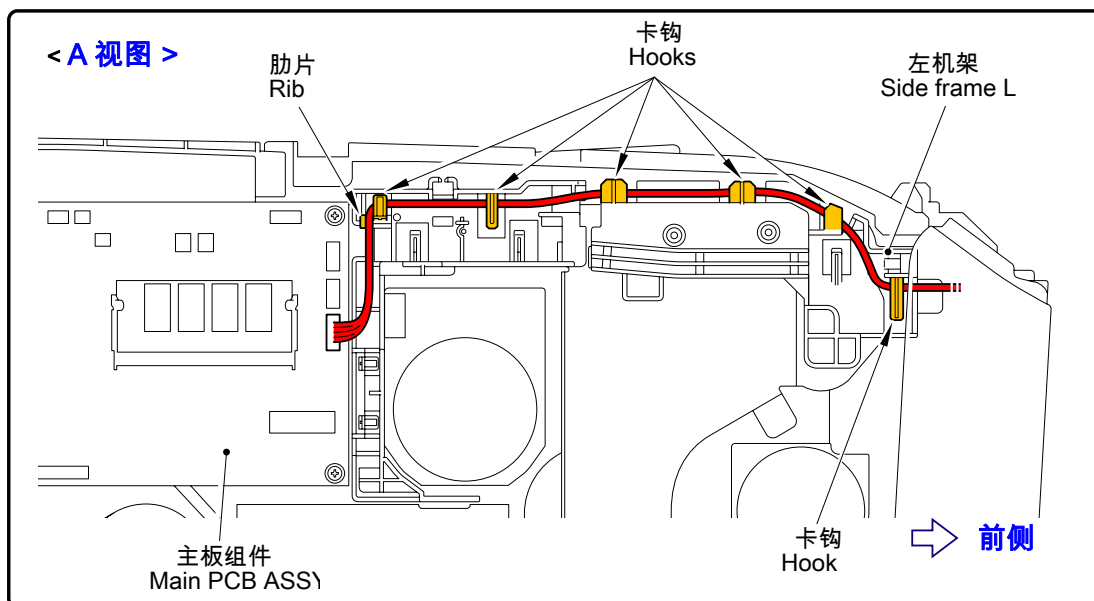 < A 视图 >
卡钩
Hooks
肋片
Rib
左机架
Side frame L
主板组件
Main PCB ASSY
卡钩
Hook
前侧